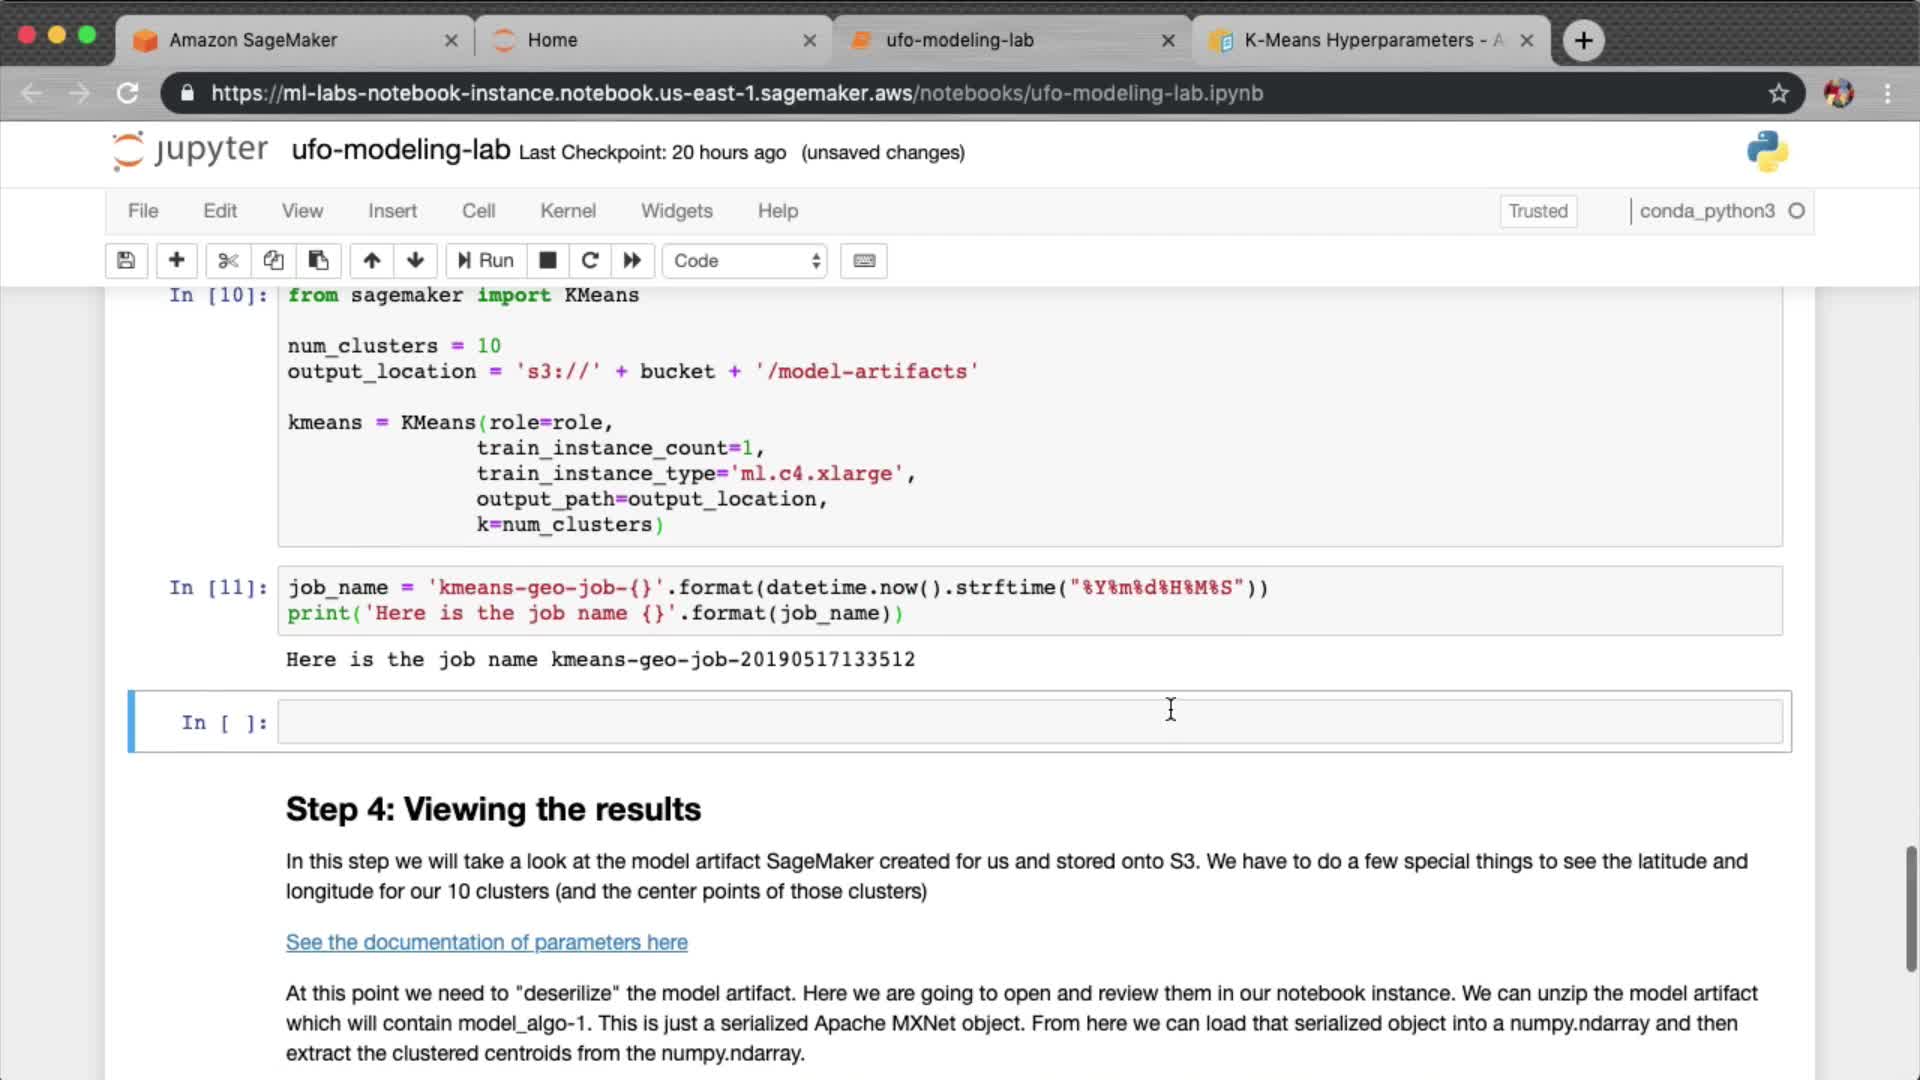 Amazon SageMaker
Home
ufo-modeling-lab
K-Means Hyperparameters - A
https://ml-labs-notebook-instance.notebook.us-east-1.sagemaker.aws/notebooks/ufo-modeling-lab.ipynb
jupyter ufo-modeling-lab Last Checkpoint: 20 hours ago (unsaved changes)
File Edit View Insert Cell Kernel Widgets Help Trusted conda_python3
Run Code
In [10]: from sagemaker import KMeans
num_clusters = 10
output_location = 's3://' + bucket + '/model-artifacts'
kmeans = KMeans(role=role,
train_instance_count=1,
train_instance_type='ml.c4.xlarge',
output_path=output_location,
k=num_clusters)
In [11]: job_name = 'kmeans-geo-job-{}'.format(datetime.now().strftime("%Y%m%d%H%M%S"))
print('Here is the job name {}'.format(job_name))
Here is the job name kmeans-geo-job-20190517133512
In [ ]:
Step 4: Viewing the results
In this step we will take a look at the model artifact SageMaker created for us and stored onto S3. We have to do a few special things to see the latitude and
longitude for our 10 clusters (and the center points of those clusters)
See the documentation of parameters here
At this point we need to "deserilize" the model artifact. Here we are going to open and review them in our notebook instance. We can unzip the model artifact
which will contain model_algo-1. This is just a serialized Apache MXNet object. From here we can load that serialized object into a numpy.ndarray and then
extract the clustered centroids from the numpy.ndarray.